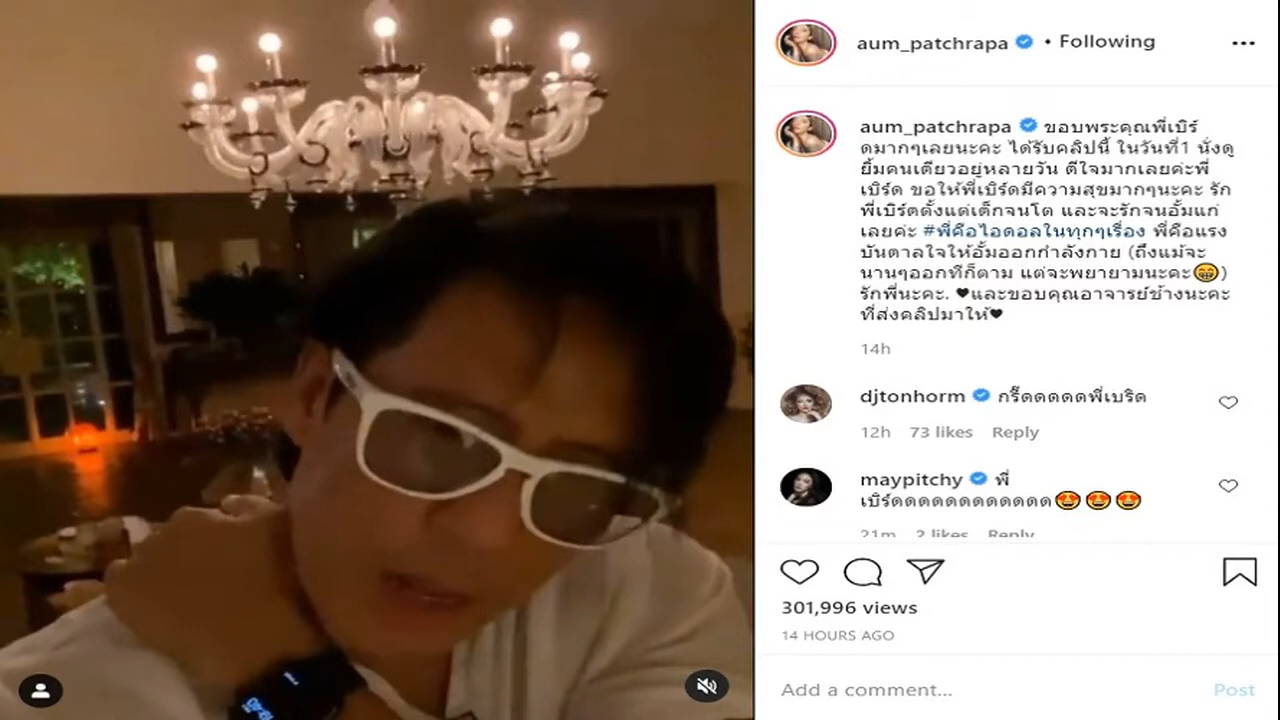 aum_patchrapa • Following
aum_patchrapa ขอบพระคุณพี่เบิร์
ดมากๆเลยนะคะ ได้รับคลิปนี้ ในวันที่1 นั่งดู
ยิ้มคนเดียวอยู่หลายวัน ดีใจมากเลยค่ะพี่
เบิร์ด ขอให้พี่เบิร์ดมีความสุขมากๆนะคะ รัก
พี่เบิร์ตตั้งแต่เด็กจนโต และจะรักจนอั้มแก่
เลยค่ะ #พี่คือไอดอลในทุกๆเรื่อง พี่คือแรง
บันดาลใจให้อั้มออกกำลังกาย (ถึงแม้จะ
นานๆออกทีก็ตาม แต่จะพยายามนะคะ😁)
รักพี่นะคะ. ♥และขอบคุณอาจารย์ช้างนะคะ
ที่ส่งคลิปมาให้♥
14h
djtonhorm กรี๊ดดดดดพี่เบริด
12h 73 likes Reply
maypitchy พี่
เบิร์ดดดดดดดดดดดด🤩🤩🤩
21m 2 likes Reply
301,996 views
14 HOURS AGO
Add a comment... Post